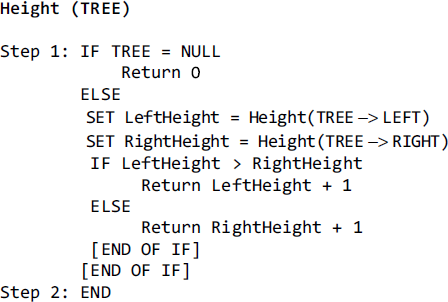 Height (TREE)
Step 1: IF TREE = NULL
Return 0
ELSE
SET LeftHeight = Height(TREE —> LEFT)
SET RightHeight = Height(TREE —> RIGHT)
IF LeftHeight > RightHeight
Return LeftHeight + 1
ELSE
Return RightHeight + 1
[END OF IF]
[END OF IF]
Step 2: END